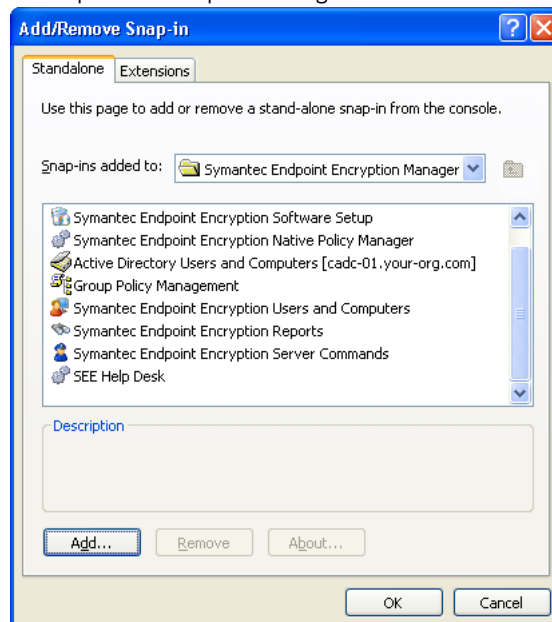 Add/Remove Snap-in
Standalone
Extensions
Use this page to add or remove a stand-alone snap-in from the console.
Snap-ins added to:
Symantec Endpoint Encryption Manager
Symantec Endpoint Encryption Software Setup
Symantec Endpoint Encryption Native Policy Manager
Active Directory Users and Computers [cadc-01.your-org.com]
Group Policy Management
Symantec Endpoint Encryption Users and Computers
Symantec Endpoint Encryption Reports
Symantec Endpoint Encryption Server Commands
SEE Help Desk
Description
Add...
Remove
About...
OK
Cancel